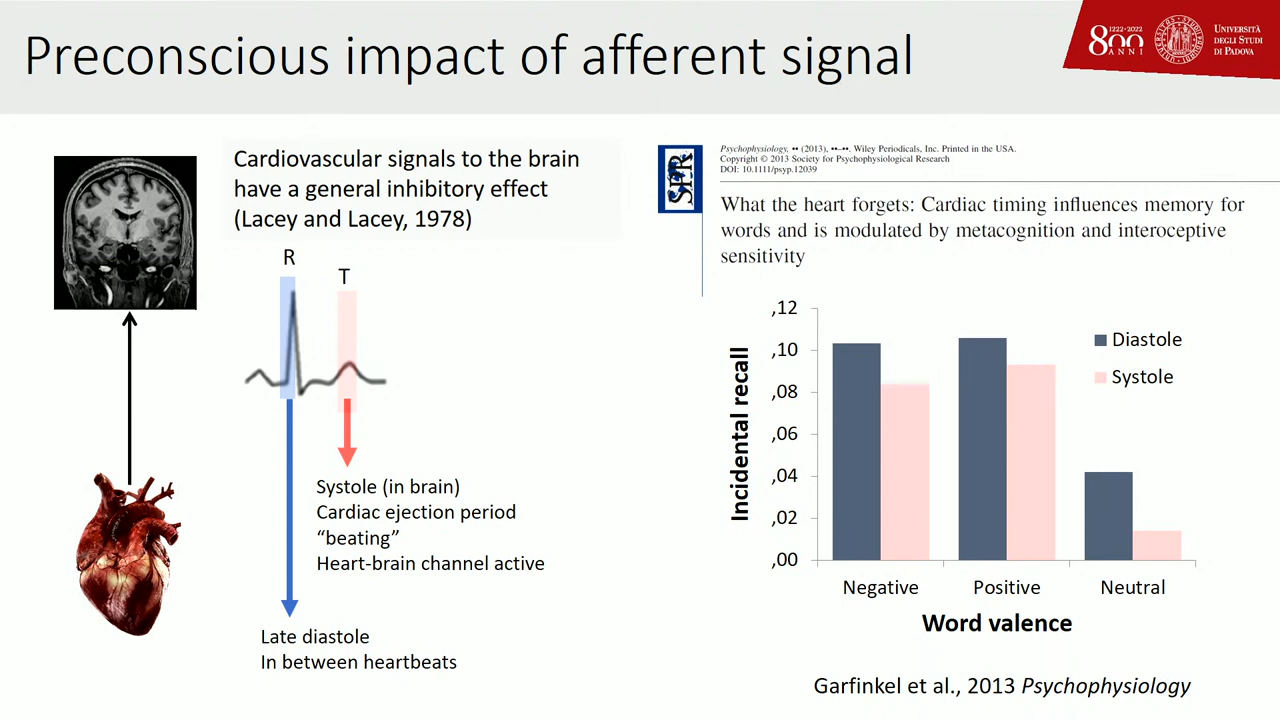 Preconscious impact of afferent signal
1222·2022
800
ANNI
UNIVERSITÀ
DEGLI STUDI
DI PADOVA
Cardiovascular signals to the brain
have a general inhibitory effect
(Lacey and Lacey, 1978)
R
T
Systole (in brain)
Cardiac ejection period
“beating”
Heart-brain channel active
Late diastole
In between heartbeats
SPR
Psychophysiology, •• (2013), ••–••. Wiley Periodicals, Inc. Printed in the USA.
Copyright © 2013 Society for Psychophysiological Research
DOI: 10.1111/psyp.12039
What the heart forgets: Cardiac timing influences memory for
words and is modulated by metacognition and interoceptive
sensitivity
Incidental recall
,12
,10
,08
,06
,04
,02
,00
Diastole
Systole
Negative
Positive
Neutral
Word valence
Garfinkel et al., 2013 Psychophysiology